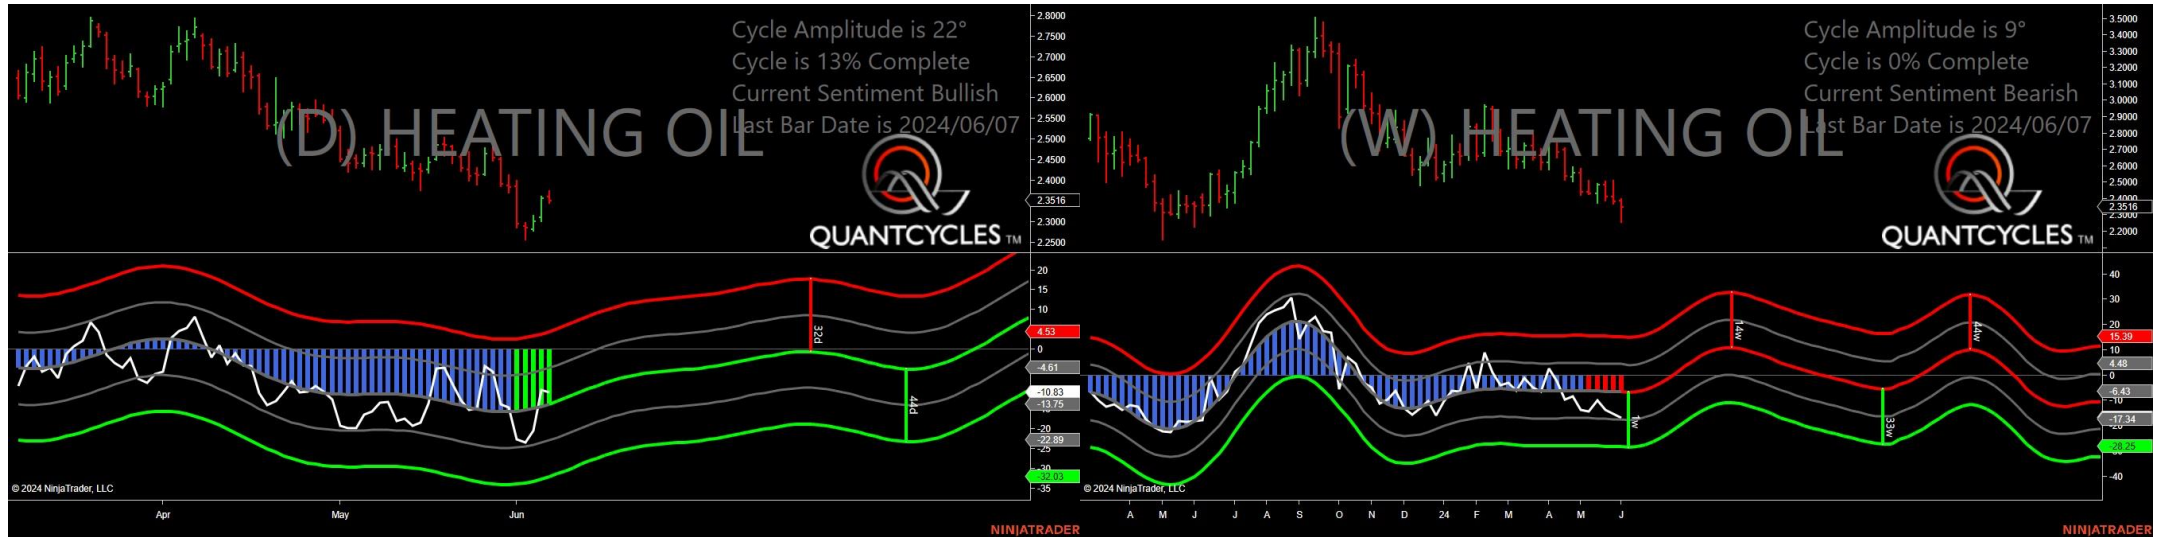 Cycle Amplitude is 22°
Cycle is 13% Complete
Current Sentiment Bullish
Last Bar Date is 2024/06/07
(D) HEATING OIL
QUANTCYCLES TM
2.8000
2.7500
2.6500
2.6000
2.5500
2.5000
2.4500
2.4000
2.3516
2.3000
2.2500
20
15
10
4.53
0
-4.61
-10.83
-13.75
-20
-22.89
-25
-32.03
-35
32d
44d
© 2024 NinjaTrader, LLC
Apr
May
Jun
NINJATRADER
Cycle Amplitude is 9°
Cycle is 0% Complete
Current Sentiment Bearish
Last Bar Date is 2024/06/07
(W) HEATING OIL
QUANTCYCLES TM
3.5000
3.4000
3.3000
3.2000
3.1000
3.0000
2.9000
2.8000
2.7000
2.6000
2.5000
2.3516
2.3000
2.2000
40
30
20
15.39
10
4.48
0
-6.43
-10
-17.34
-28.25
-40
14w
44w
1w
33w
© 2024 NinjaTrader, LLC
A
M
J
J
A
S
O
N
D
24
F
M
A
M
J
NINJATRADER